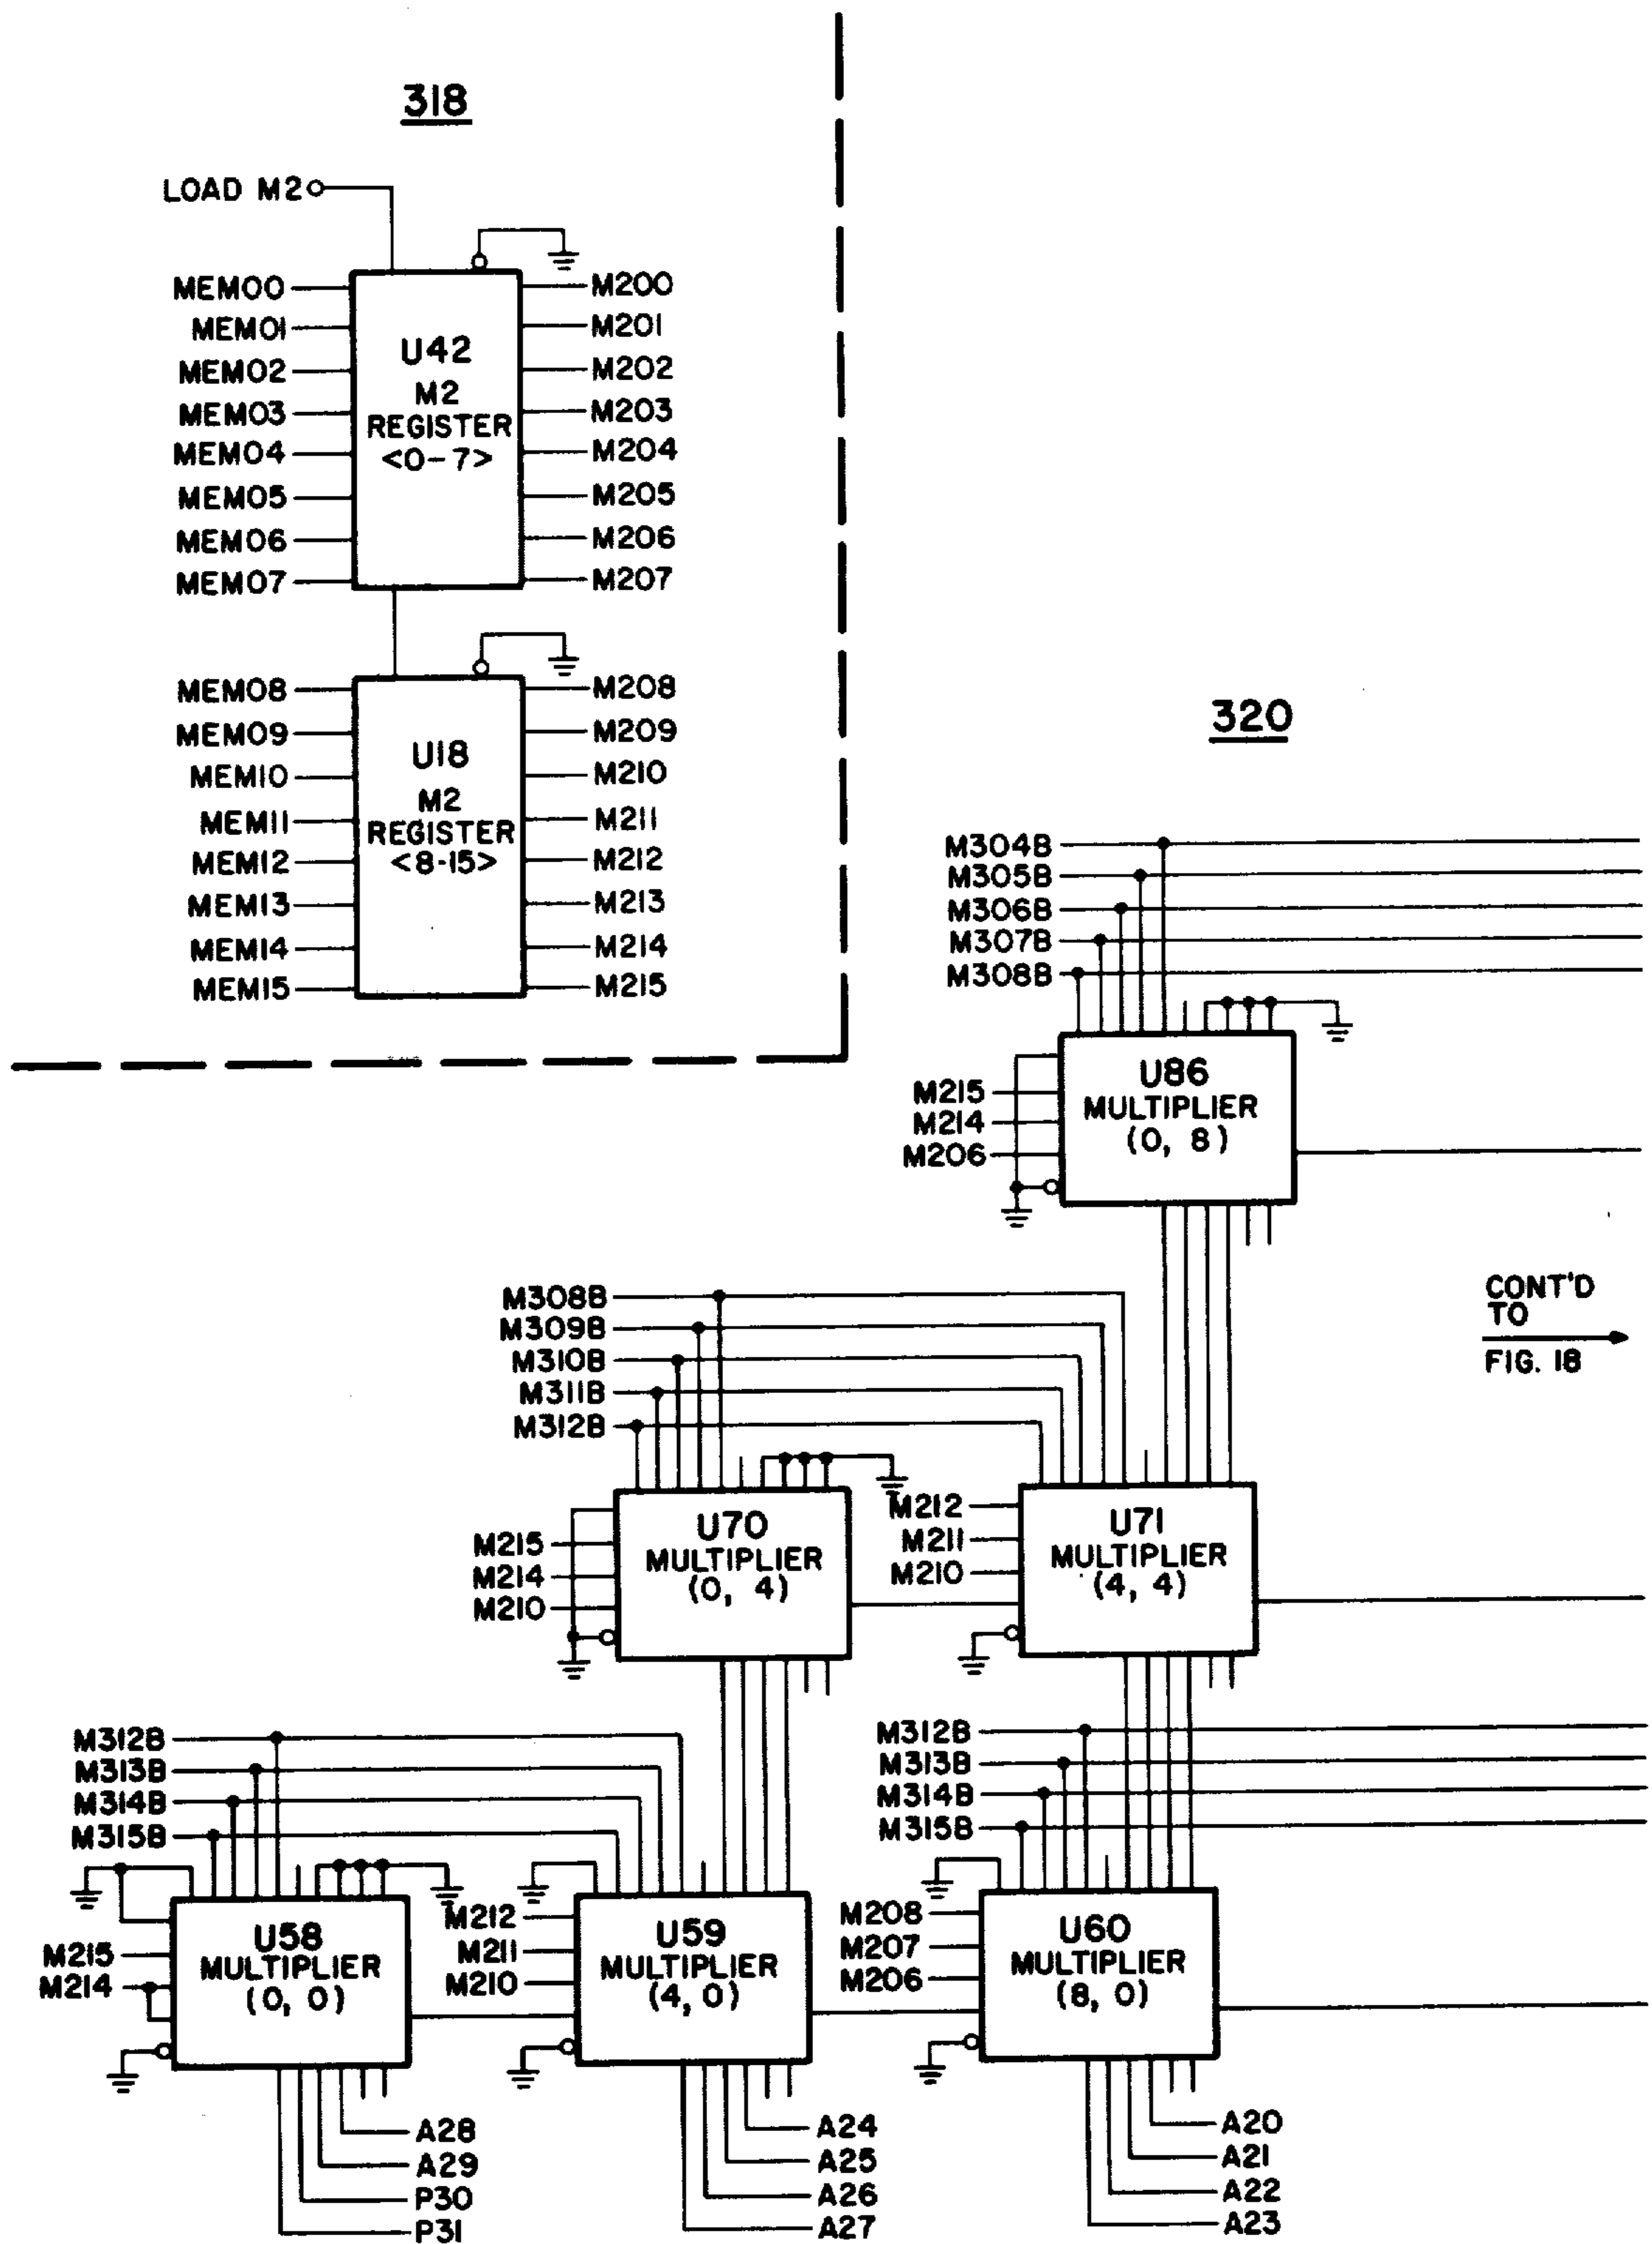 318
LOAD M2
MEM00
MEM01
MEM02
MEM03
MEM04
MEM05
MEM06
MEM07
U42
M2
REGISTER
<0-7>
M200
M201
M202
M203
M204
M205
M206
M207
MEM08
MEM09
MEM10
MEM11
MEM12
MEM13
MEM14
MEM15
U18
M2
REGISTER
<8-15>
M208
M209
M210
M211
M212
M213
M214
M215
320
M304B
M305B
M306B
M307B
M308B
M215
M214
M206
U86
MULTIPLIER
(0, 8)
CONT'D
TO
FIG. 18
M308B
M309B
M310B
M311B
M312B
M215
M214
M210
U70
MULTIPLIER
(0, 4)
M212
M211
M210
U71
MULTIPLIER
(4, 4)
M312B
M313B
M314B
M315B
M215
M214
U58
MULTIPLIER
(0, 0)
M212
M211
M210
U59
MULTIPLIER
(4, 0)
M312B
M313B
M314B
M315B
M208
M207
M206
U60
MULTIPLIER
(8, 0)
A28
A29
P30
P31
A24
A25
A26
A27
A20
A21
A22
A23